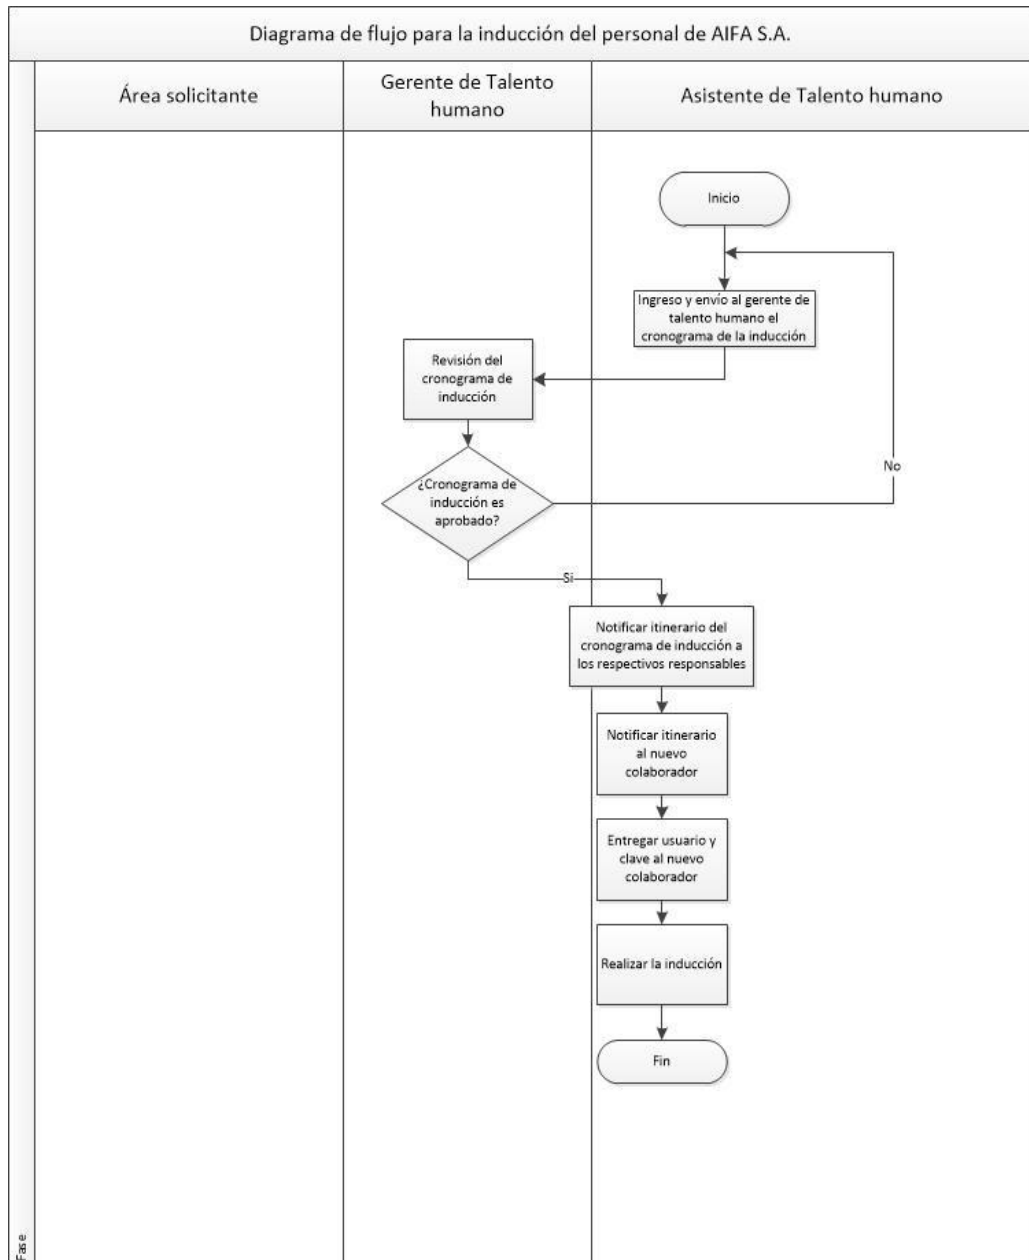 Diagrama de flujo para la inducción del personal de AIFA S.A.
Área solicitante
Gerente de Talento
humano
Asistente de Talento humano
Inicio
Ingreso y envío al gerente de
talento humano el
cronograma de la inducción
Revisión del
cronograma de
inducción
¿Cronograma de
inducción es
aprobado?
No
Si
Notificar itinerario del
cronograma de inducción a
los respectivos responsables
Notificar itinerario
al nuevo
colaborador
Entregar usuario y
clave al nuevo
colaborador
Realizar la inducción
Fin
Fase